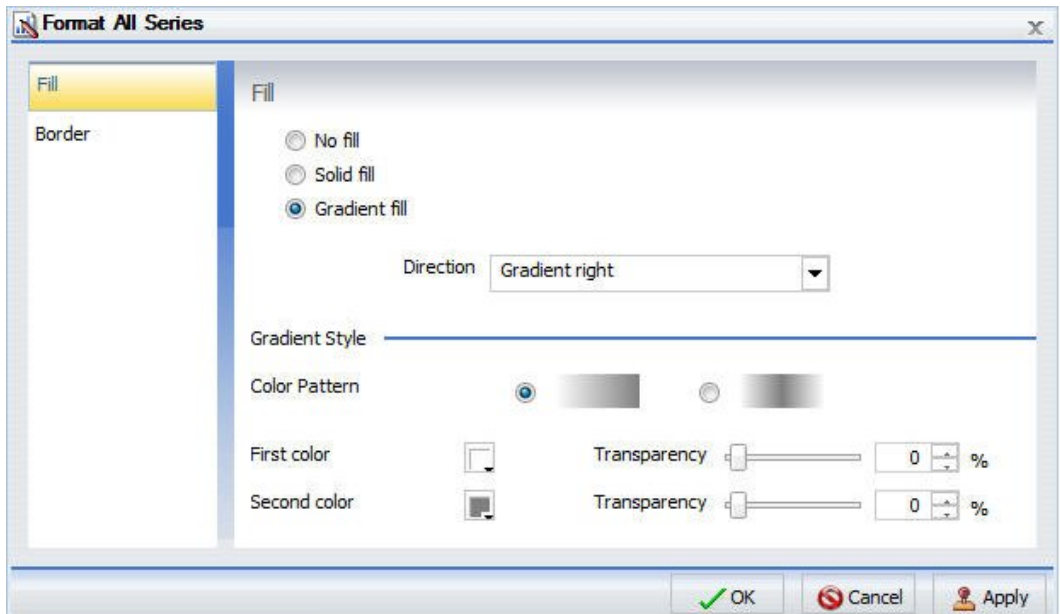 Format All Series
x
Fill
Border
Fill
No fill
Solid fill
Gradient fill
Direction Gradient right
Gradient Style
Color Pattern
First color Transparency 0 %
Second color Transparency 0 %
OK Cancel Apply